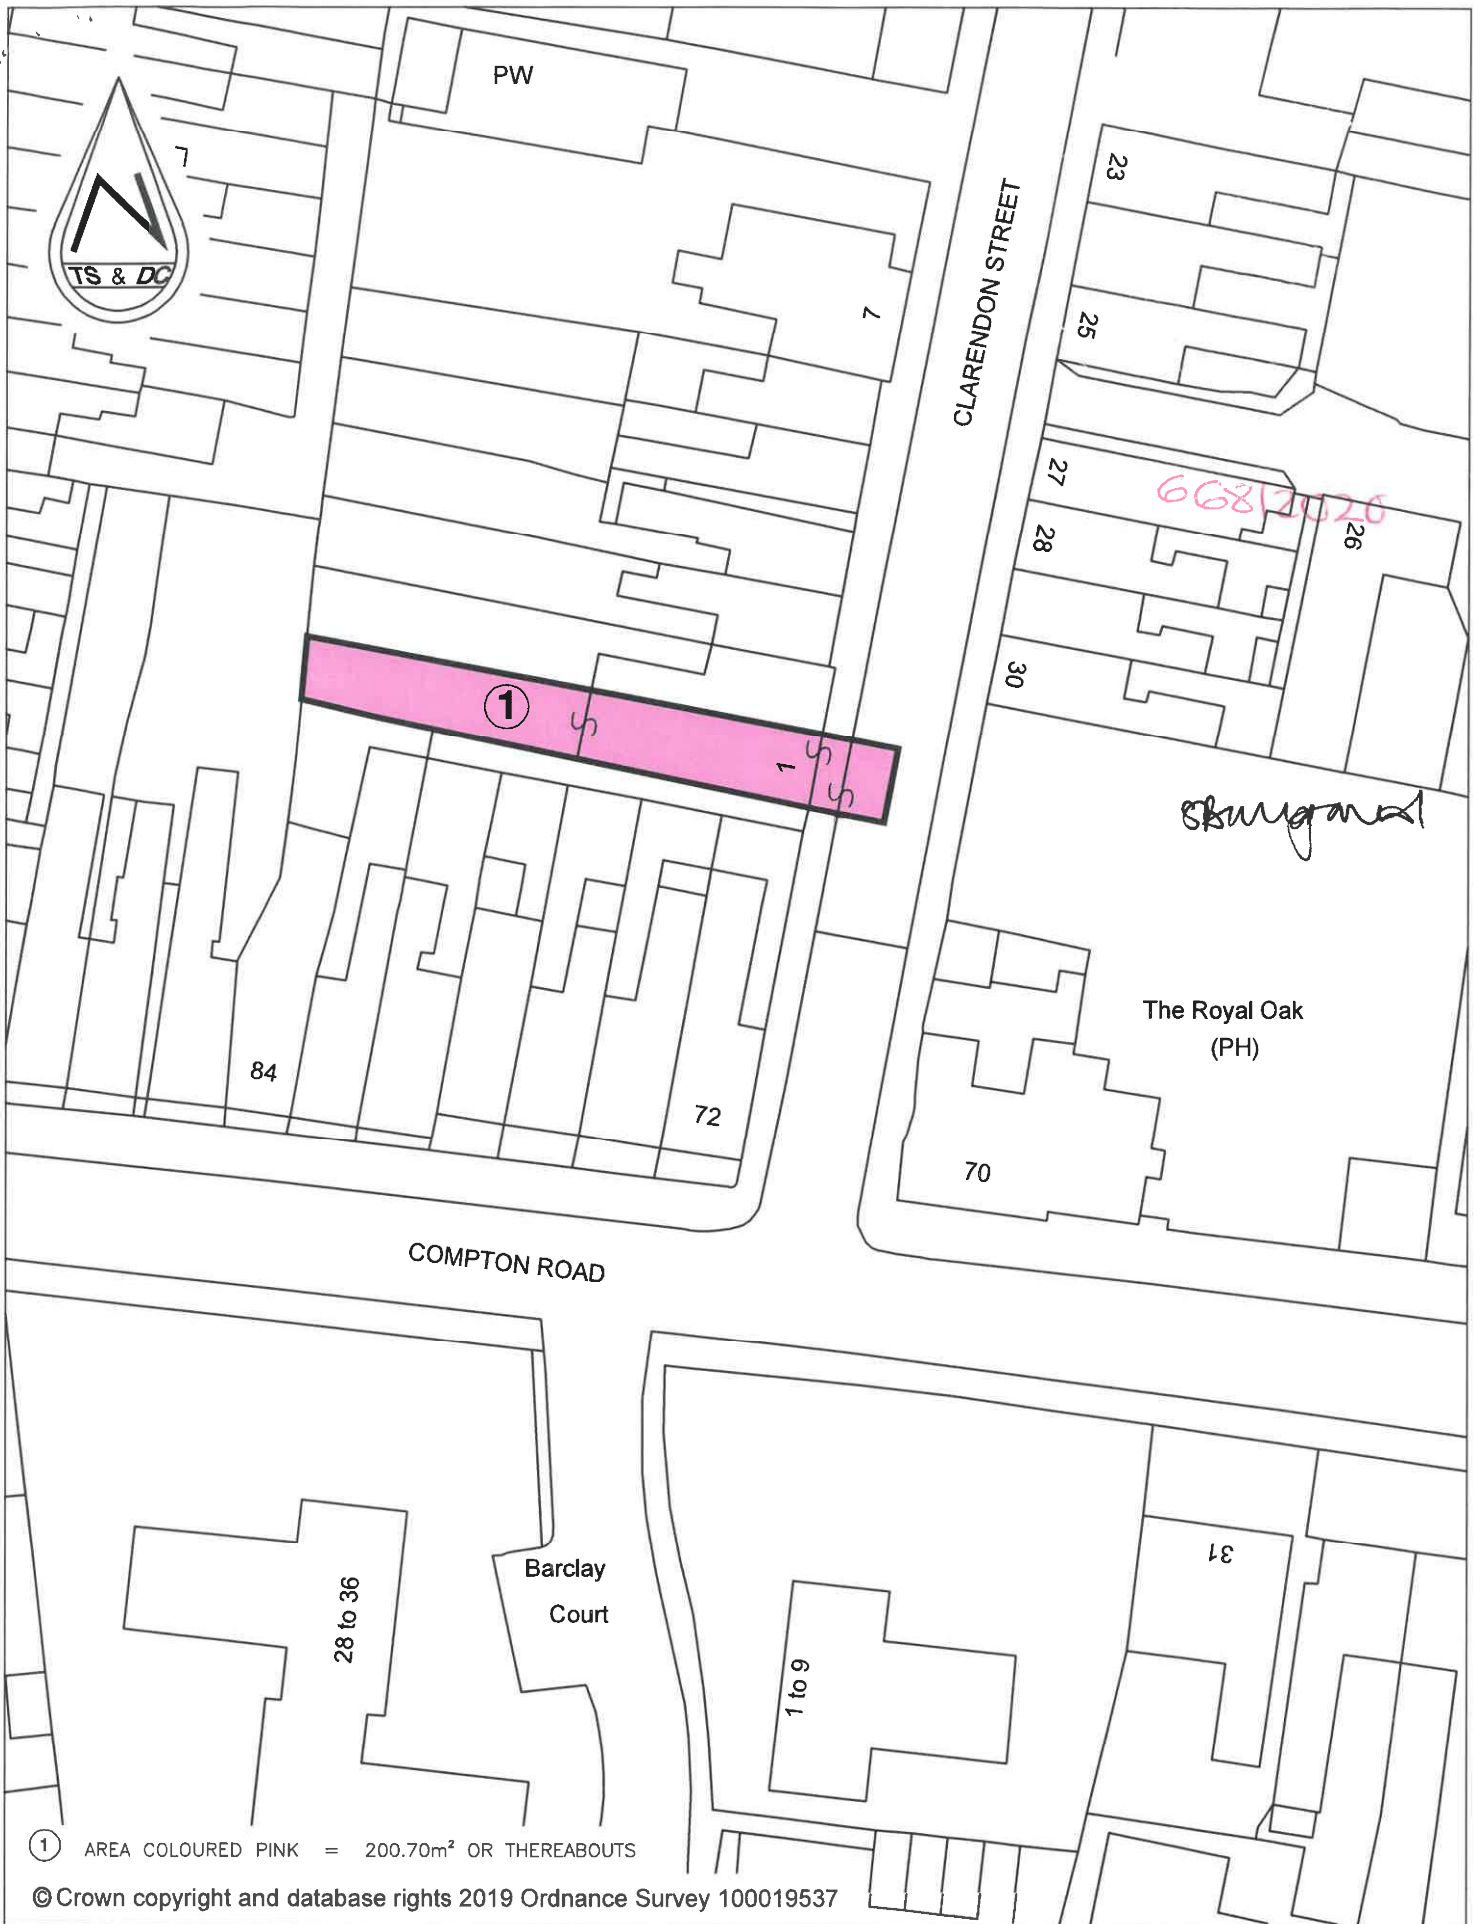 PW
TS & DC
23
CLARENDON STREET
7
25
27
668/2020
26
28
30
1
1
The Royal Oak
(PH)
84
72
70
COMPTON ROAD
31
Barclay
Court
28 to 36
1 to 9
1 AREA COLOURED PINK = 200.70m² OR THEREABOUTS
© Crown copyright and database rights 2019 Ordnance Survey 100019537